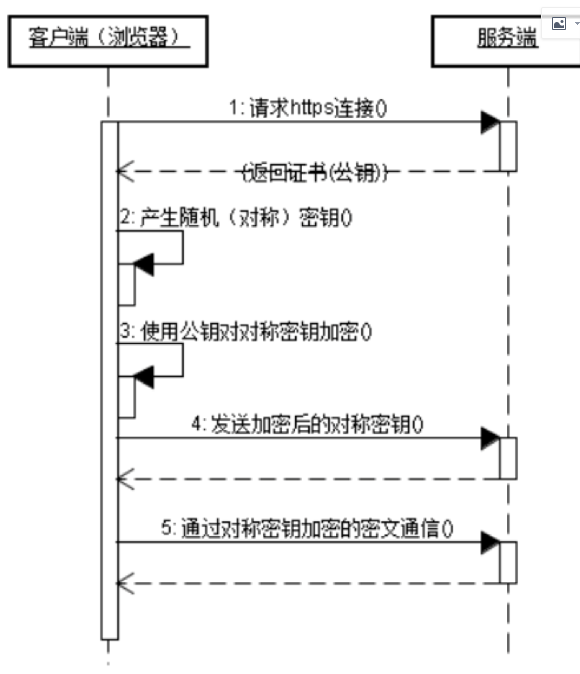 客户端（浏览器）
服务端
1: 请求https连接()
(返回证书(公钥))
2: 产生随机（对称）密钥()
3: 使用公钥对对称密钥加密()
4: 发送加密后的对称密钥()
5: 通过对称密钥加密的密文通信()